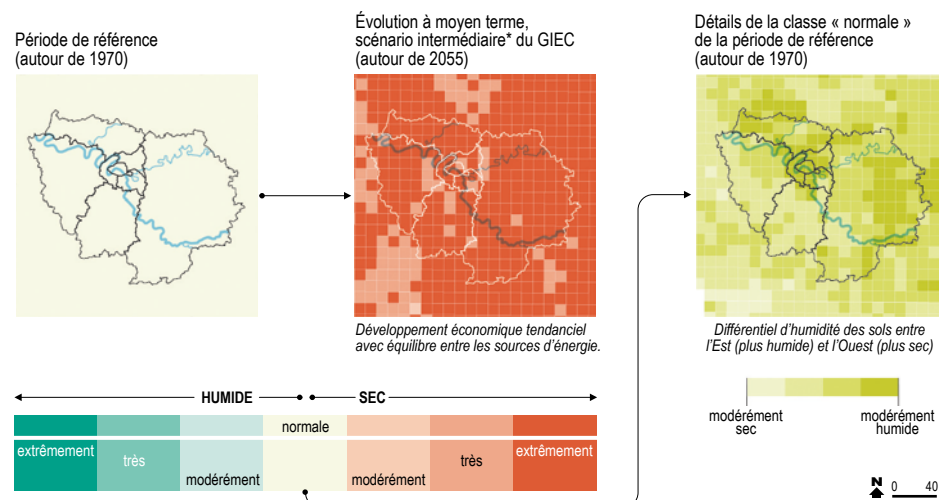 Période de référence
(autour de 1970)
Évolution à moyen terme,
scénario intermédiaire* du GIEC
(autour de 2055)
Détails de la classe « normale »
de la période de référence
(autour de 1970)
Développement économique tendanciel
avec équilibre entre les sources d'énergie.
Différentiel d'humidité des sols entre
l'Est (plus humide) et l'Ouest (plus sec)
HUMIDE
SEC
normale
extrêmement
très
modérément
modérément
très
extrêmement
modérément
sec
modérément
humide
N
0 40